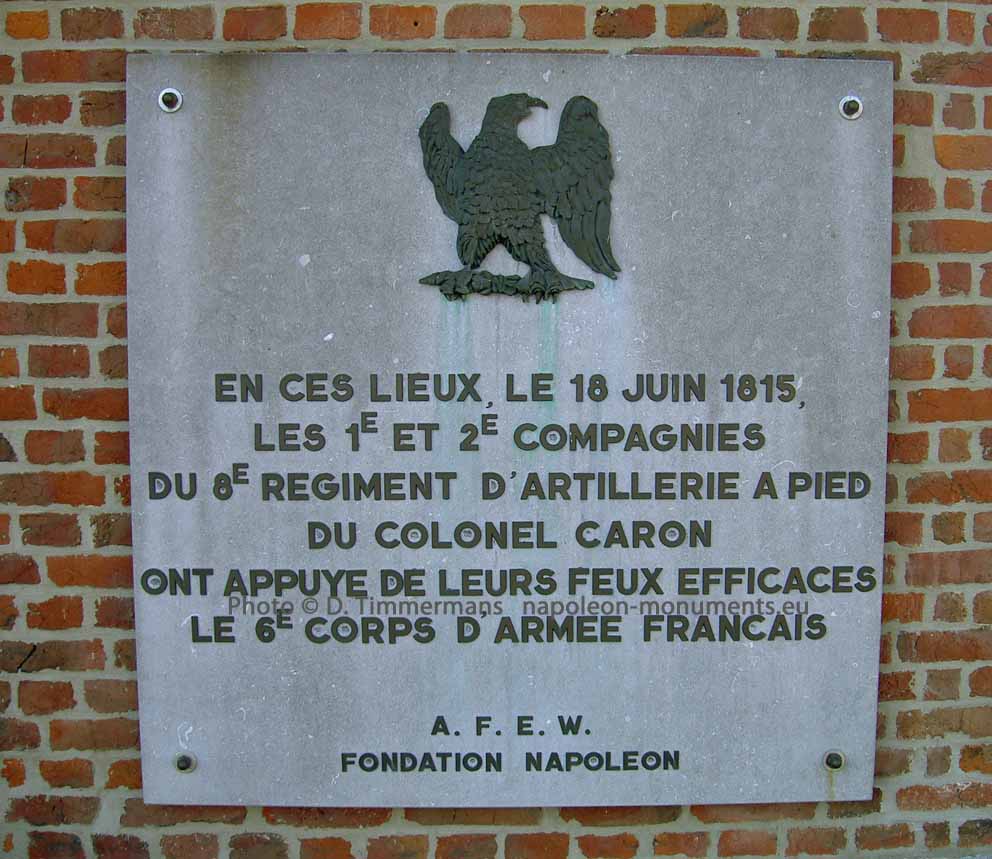 EN CES LIEUX, LE 18 JUIN 1815,
LES 1E ET 2E COMPAGNIES
DU 8E REGIMENT D'ARTILLERIE A PIED
DU COLONEL CARON
ONT APPUYE DE LEURS FEUX EFFICACES
Photo © D. Timmermans napoleon-monuments.eu
LE 6E CORPS D'ARMEE FRANCAIS
A. F. E. W.
FONDATION NAPOLEON